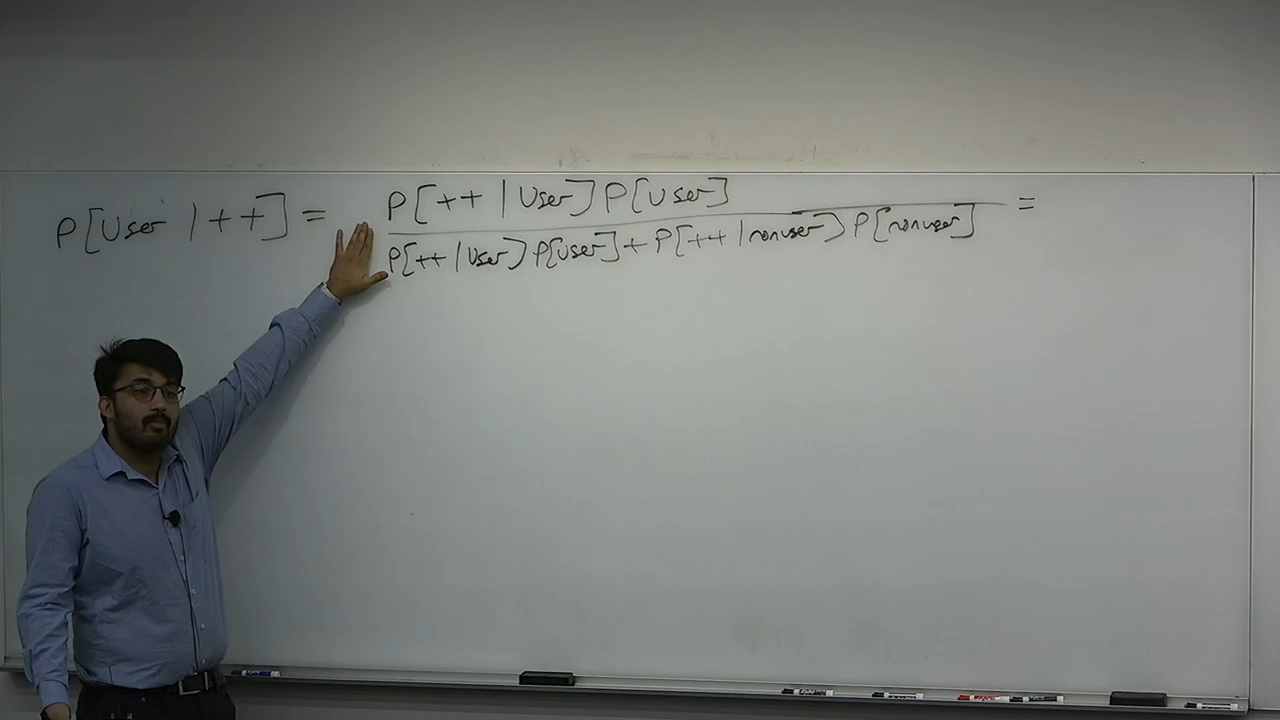 P[User | ++] = P[++ | User] P[User] =
P[++ | User] P[User] + P[++ | nonuser] P[nonuser]